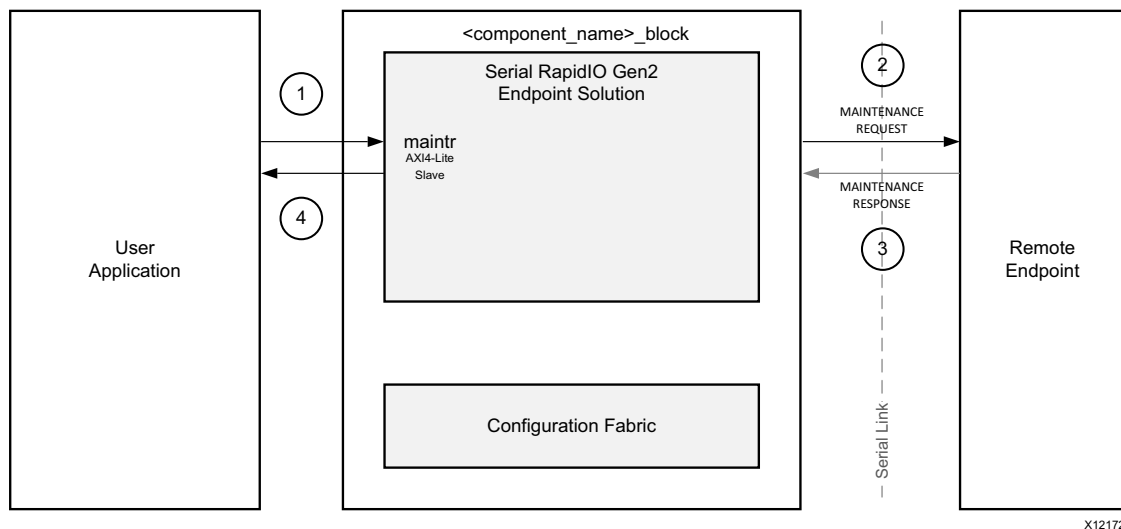 <component_name>_block
Serial RapidIO Gen2
Endpoint Solution
1
2
MAINTENANCE
REQUEST
maintr
AXI4-Lite
Slave
MAINTENANCE
RESPONSE
4
3
User
Application
Remote
Endpoint
Configuration Fabric
Serial Link
X12172